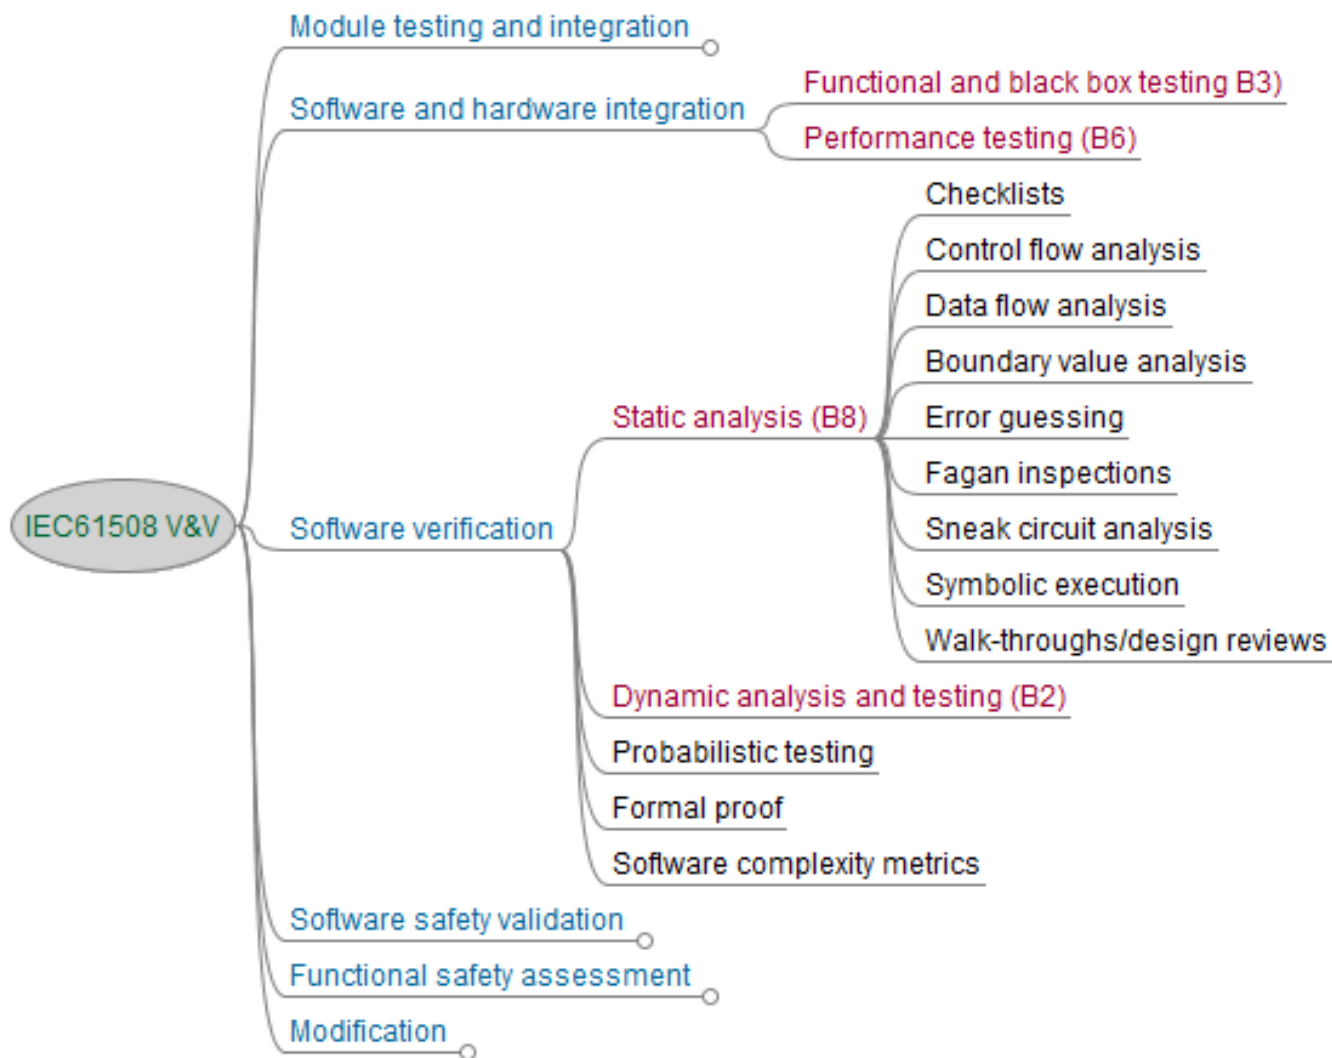 Module testing and integration
Functional and black box testing B3)
Software and hardware integration
Performance testing (B6)
Checklists
Control flow analysis
Data flow analysis
Boundary value analysis
Static analysis (B8)
Error guessing
Fagan inspections
IEC61508 V&V
Software verification
Sneak circuit analysis
Symbolic execution
Walk-throughs/design reviews
Dynamic analysis and testing (B2)
Probabilistic testing
Formal proof
Software complexity metrics
Software safety validation
Functional safety assessment
Modification